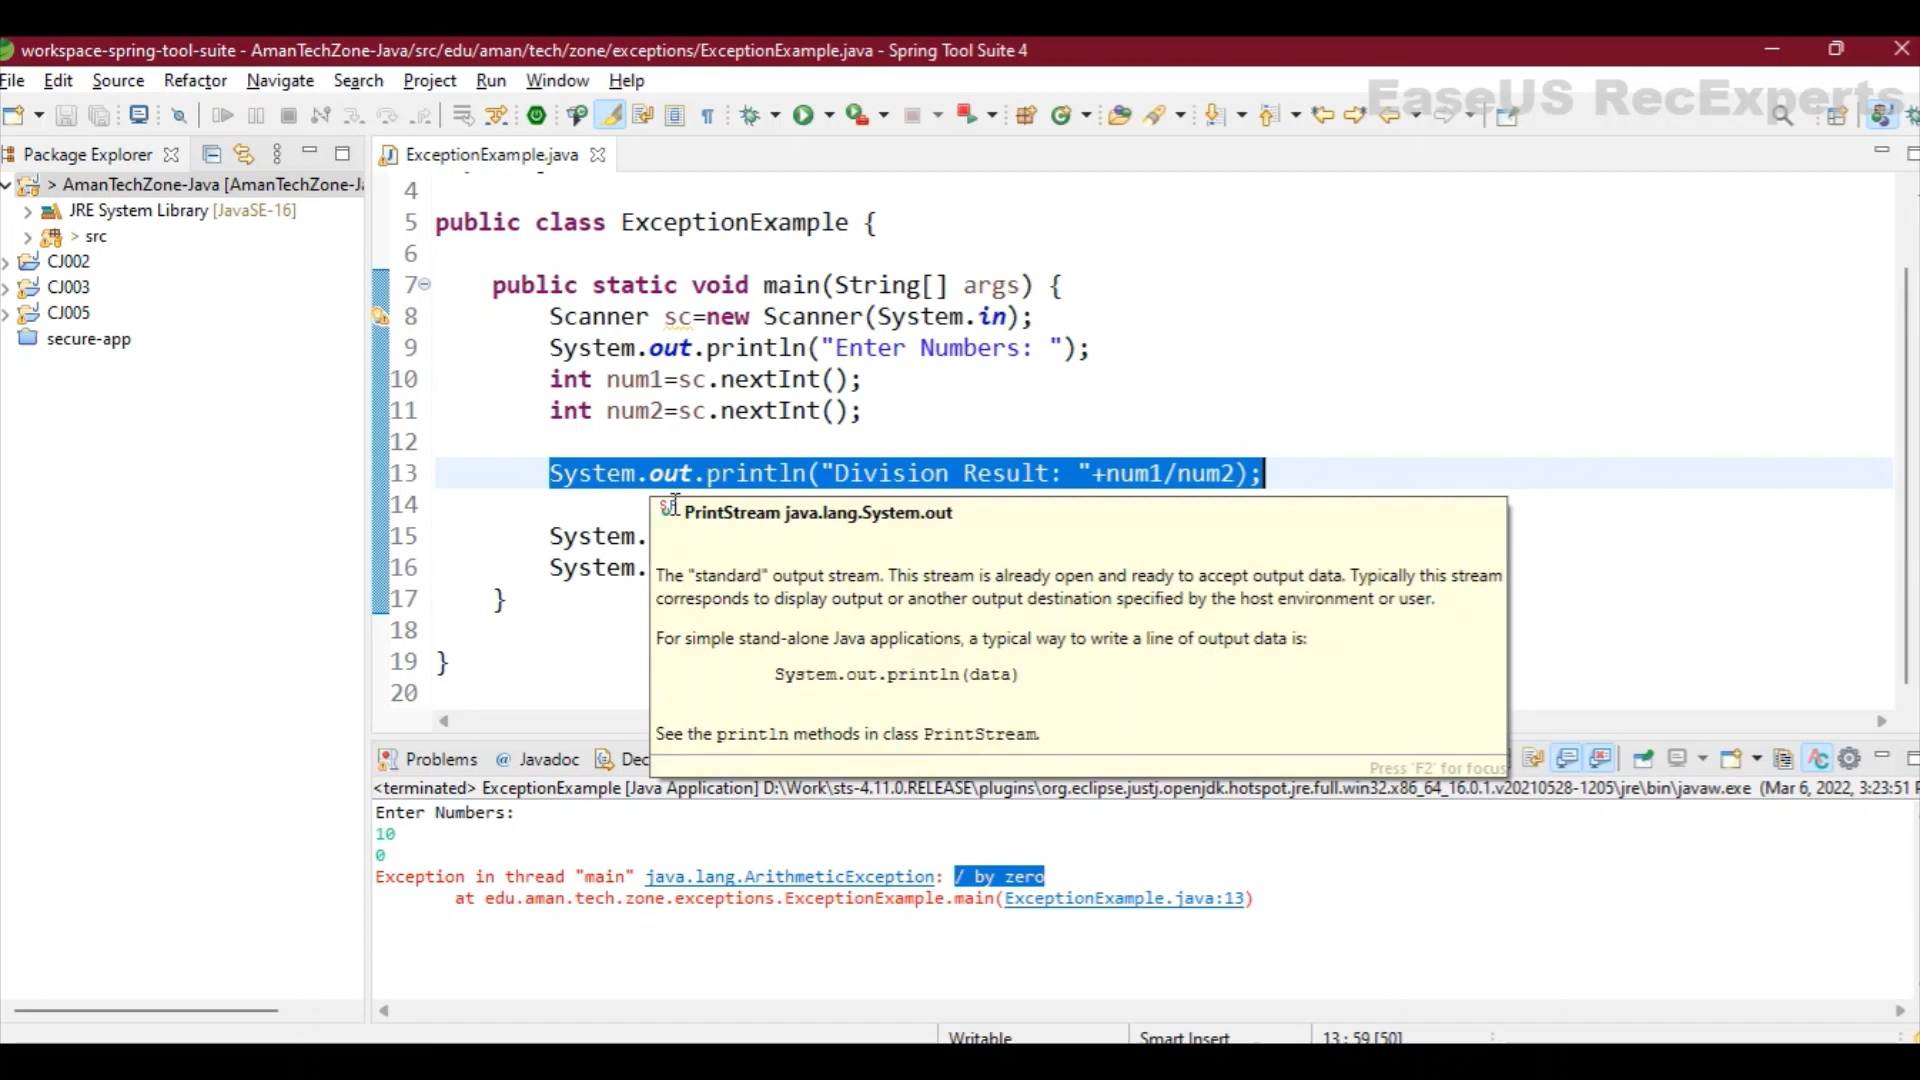 workspace-spring-tool-suite - AmanTechZone-Java/src/edu/aman/tech/zone/exceptions/ExceptionExample.java - Spring Tool Suite 4
File Edit Source Refactor Navigate Search Project Run Window Help
EaseUS RecExperts
Package Explorer
> AmanTechZone-Java [AmanTechZone-J
JRE System Library [JavaSE-16]
> src
CJ002
CJ003
CJ005
secure-app
ExceptionExample.java
4
5 public class ExceptionExample {
6
7 public static void main(String[] args) {
8 Scanner sc=new Scanner(System.in);
9 System.out.println("Enter Numbers: ");
10 int num1=sc.nextInt();
11 int num2=sc.nextInt();
12
13 System.out.println("Division Result: "+num1/num2);
14
15 System.
16 System.
17 }
18
19 }
20
PrintStream java.lang.System.out
The "standard" output stream. This stream is already open and ready to accept output data. Typically this stream
corresponds to display output or another output destination specified by the host environment or user.
For simple stand-alone Java applications, a typical way to write a line of output data is:
System.out.println(data)
See the println methods in class PrintStream.
Press 'F2' for focus
Problems @ Javadoc Dec
<terminated> ExceptionExample [Java Application] D:\Work\sts-4.11.0.RELEASE\plugins\org.eclipse.justj.openjdk.hotspot.jre.full.win32.x86_64_16.0.1.v20210528-1205\jre\bin\javaw.exe (Mar 6, 2022, 3:23:51 P
Enter Numbers:
10
0
Exception in thread "main" java.lang.ArithmeticException: / by zero
at edu.aman.tech.zone.exceptions.ExceptionExample.main(ExceptionExample.java:13)
Writable Smart Insert 13 : 59 [50]